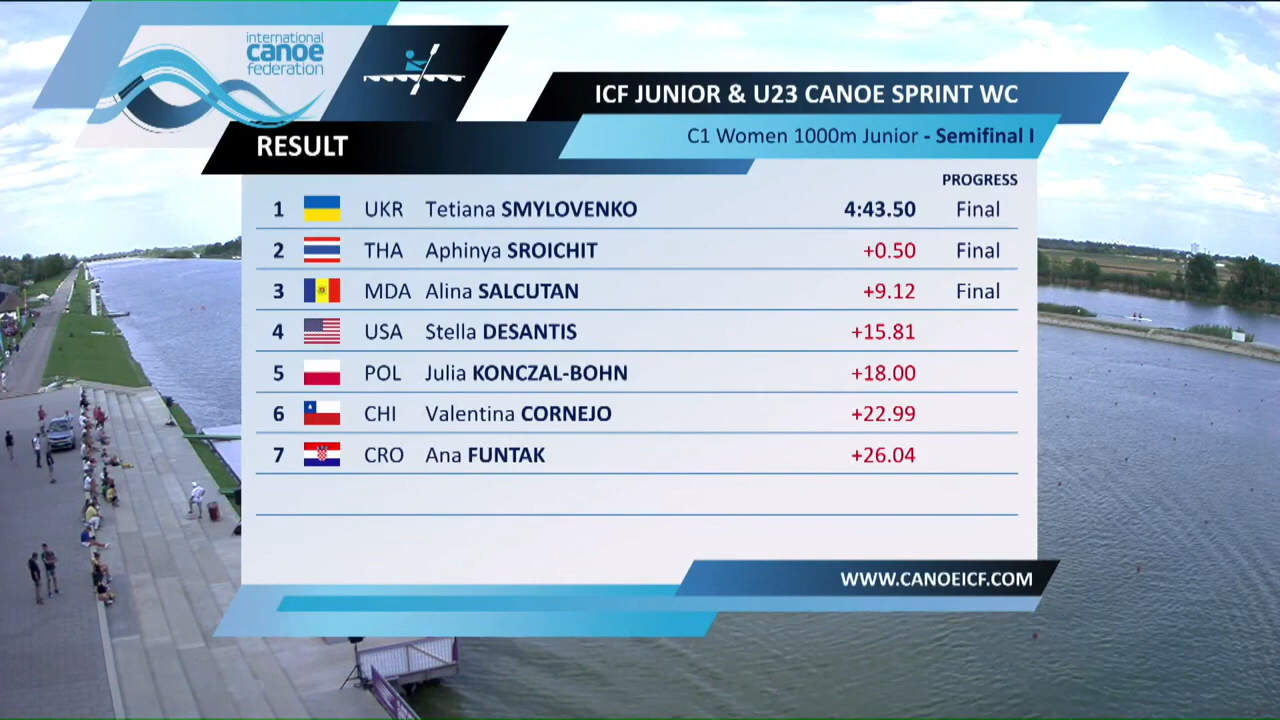 international
canoe
federation
ICF JUNIOR & U23 CANOE SPRINT WC
C1 Women 1000m Junior - Semifinal I
RESULT
PROGRESS
1 UKR Tetiana SMYLOVENKO 4:43.50 Final
2 THA Aphinya SROICHIT +0.50 Final
3 MDA Alina SALCUTAN +9.12 Final
4 USA Stella DESANTIS +15.81
5 POL Julia KONCZAL-BOHN +18.00
6 CHI Valentina CORNEJO +22.99
7 CRO Ana FUNTAK +26.04
WWW.CANOEICF.COM